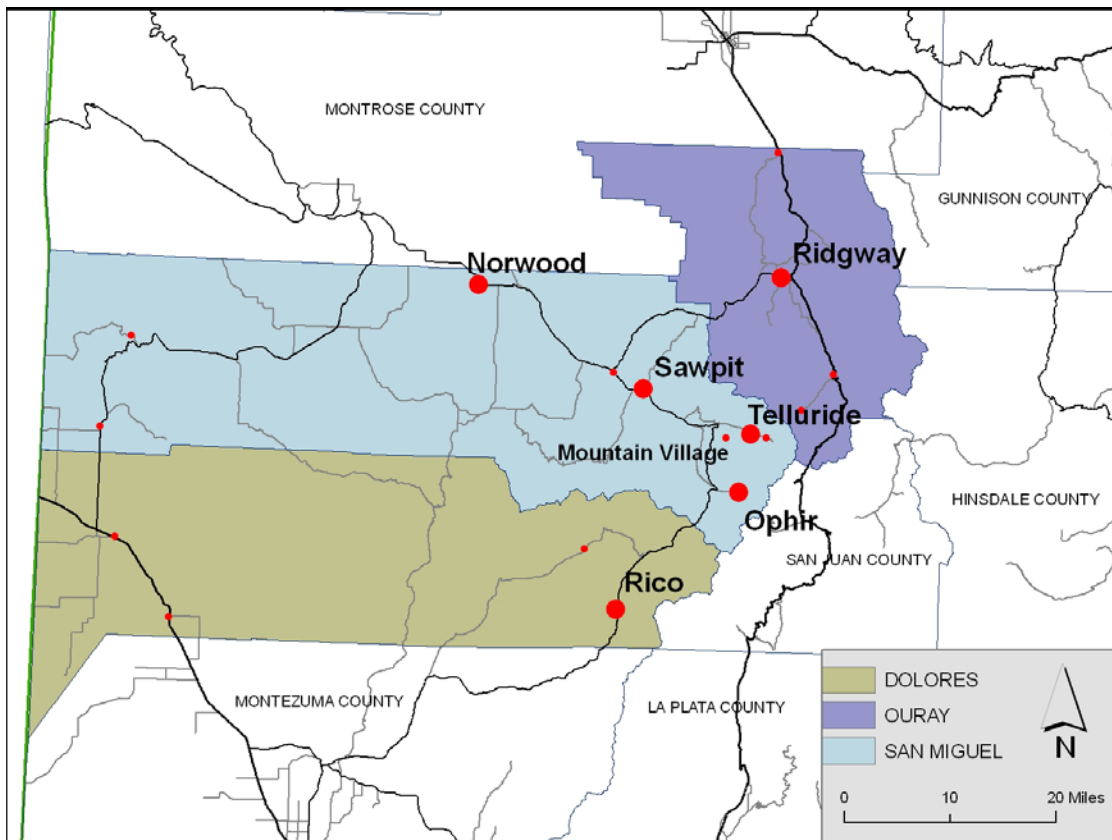 MONTROSE COUNTY
GUNNISON COUNTY
Norwood
Ridgway
Sawpit
Telluride
Mountain Village
Ophir
HINSDALE COUNTY
SAN JUAN COUNTY
Rico
MONTEZUMA COUNTY
LA PLATA COUNTY
DOLORES
OURAY
SAN MIGUEL
N
0 10 20 Miles